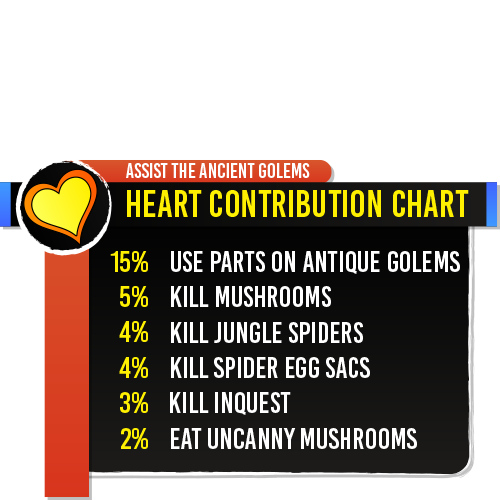 ASSIST THE ANCIENT GOLEMS
HEART CONTRIBUTION CHART
15% USE PARTS ON ANTIQUE GOLEMS
5% KILL MUSHROOMS
4% KILL JUNGLE SPIDERS
4% KILL SPIDER EGG SACS
3% KILL INQUEST
2% EAT UNCANNY MUSHROOMS